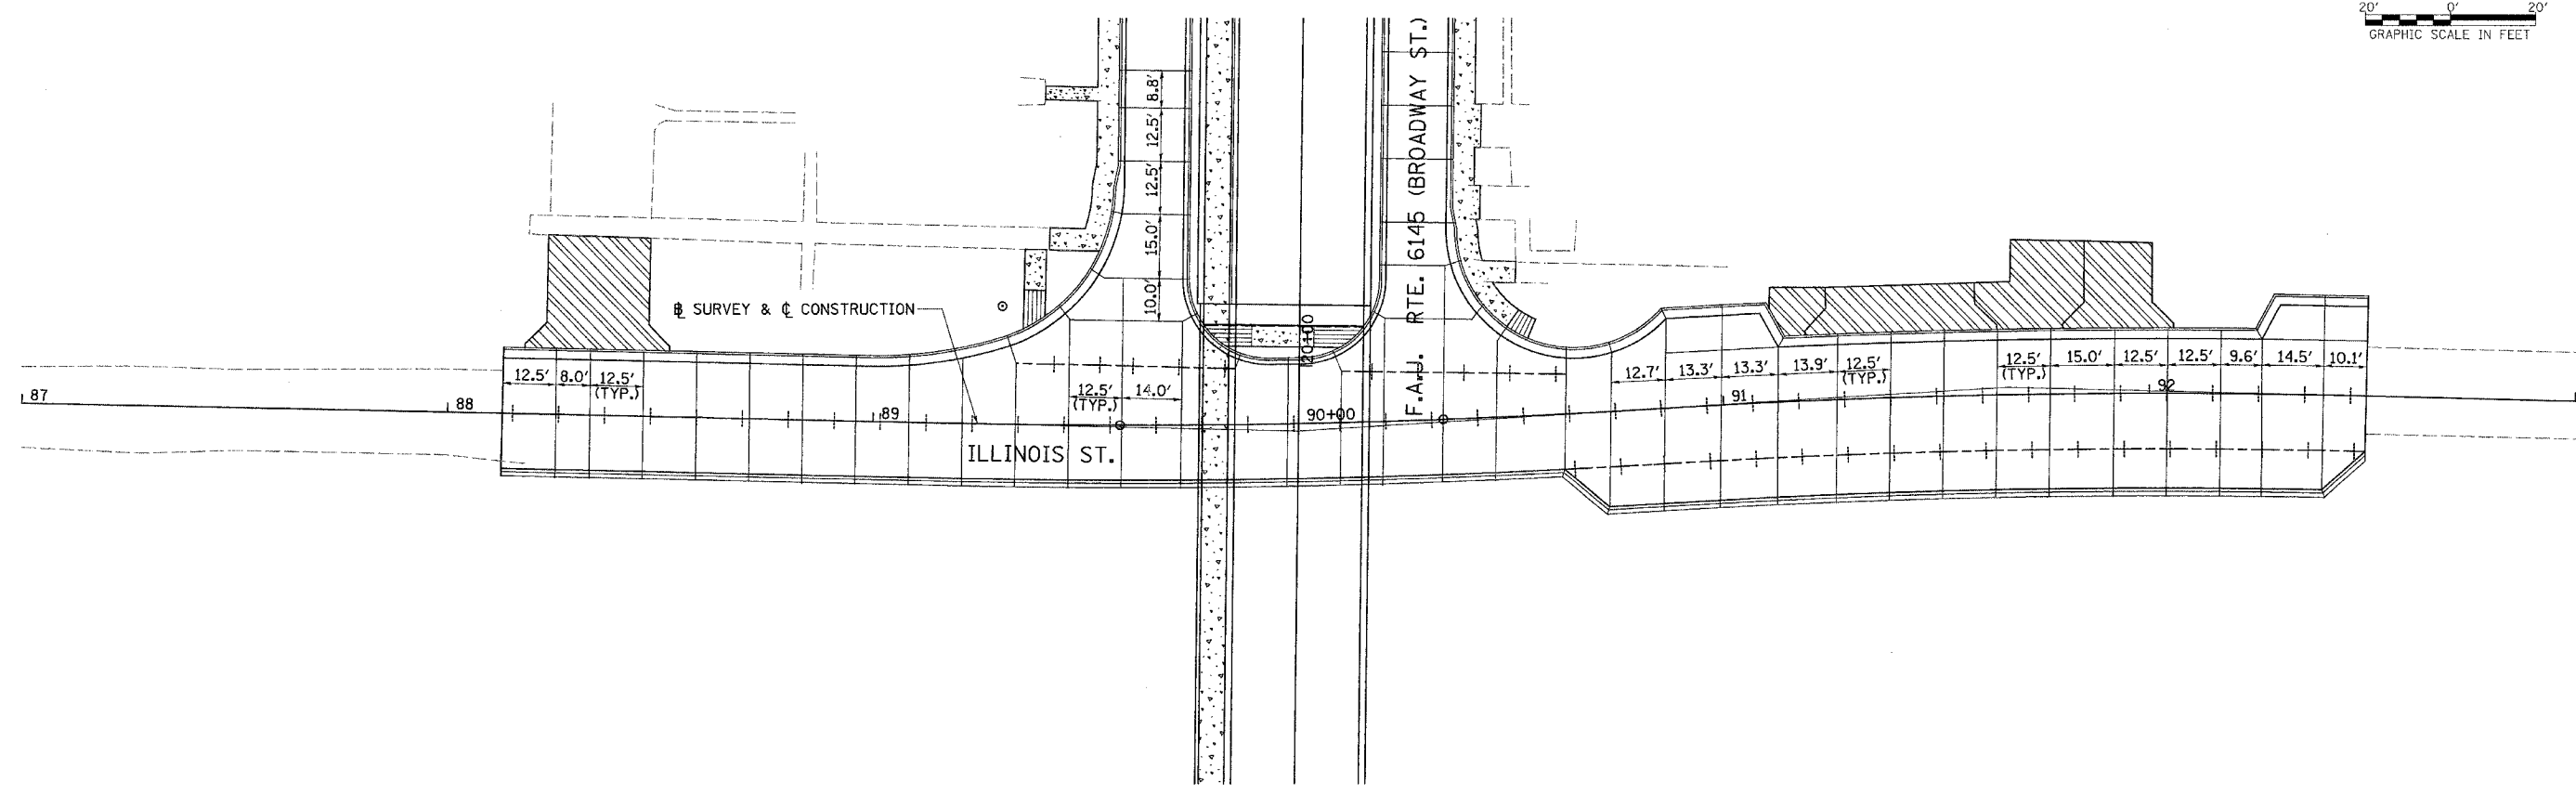 20' 0' 20'
GRAPHIC SCALE IN FEET
8.8'
12.5'
12.5'
15.0'
10.0'
F.A.U. RTE. 6145 (BROADWAY ST.)
20+00
℄ SURVEY & ℄ CONSTRUCTION
12.5' 8.0' 12.5'
(TYP.)
12.5' 14.0'
(TYP.)
12.7' 13.3' 13.3' 13.9' 12.5'
(TYP.)
12.5' 15.0' 12.5' 12.5' 9.6' 14.5' 10.1'
(TYP.)
87 88 89 90+00 91 92
ILLINOIS ST.